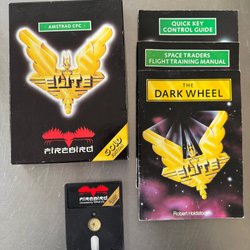 AMSTRAD CPC
ELITE
FIREBIRD
GOLD
QUICK KEY
CONTROL GUIDE
SPACE TRADERS
FLIGHT TRAINING MANUAL
THE
DARK WHEEL
Robert Holdstock
FIREBIRD